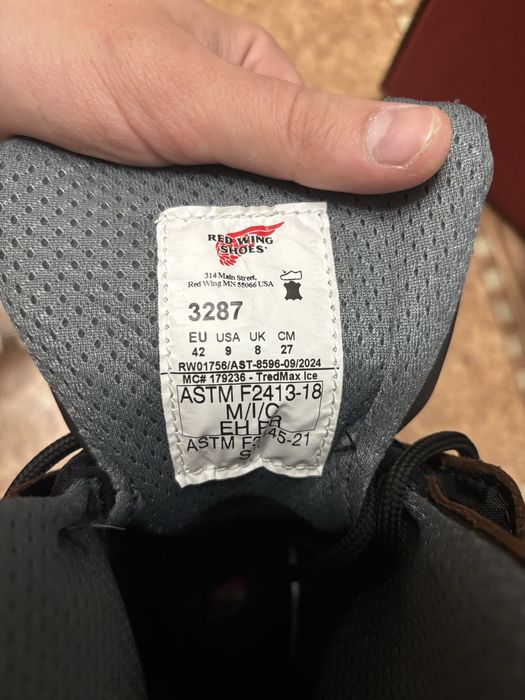 RED WING
SHOES
314 Main Street,
Red Wing MN 55066 USA
3287
EU USA UK CM
42 9 8 27
RW01756/AST-8596-09/2024
MC# 179236 - TredMax Ice
ASTM F2413-18
M/I/C
EH PR
ASTM